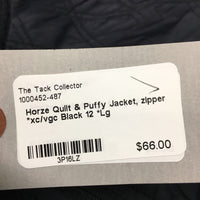 The Tack Collector
1000452-487
Horze Quilt & Puffy Jacket, zipper
*xc/vgc Black 12 *Lg
$66.00
3P16LZ